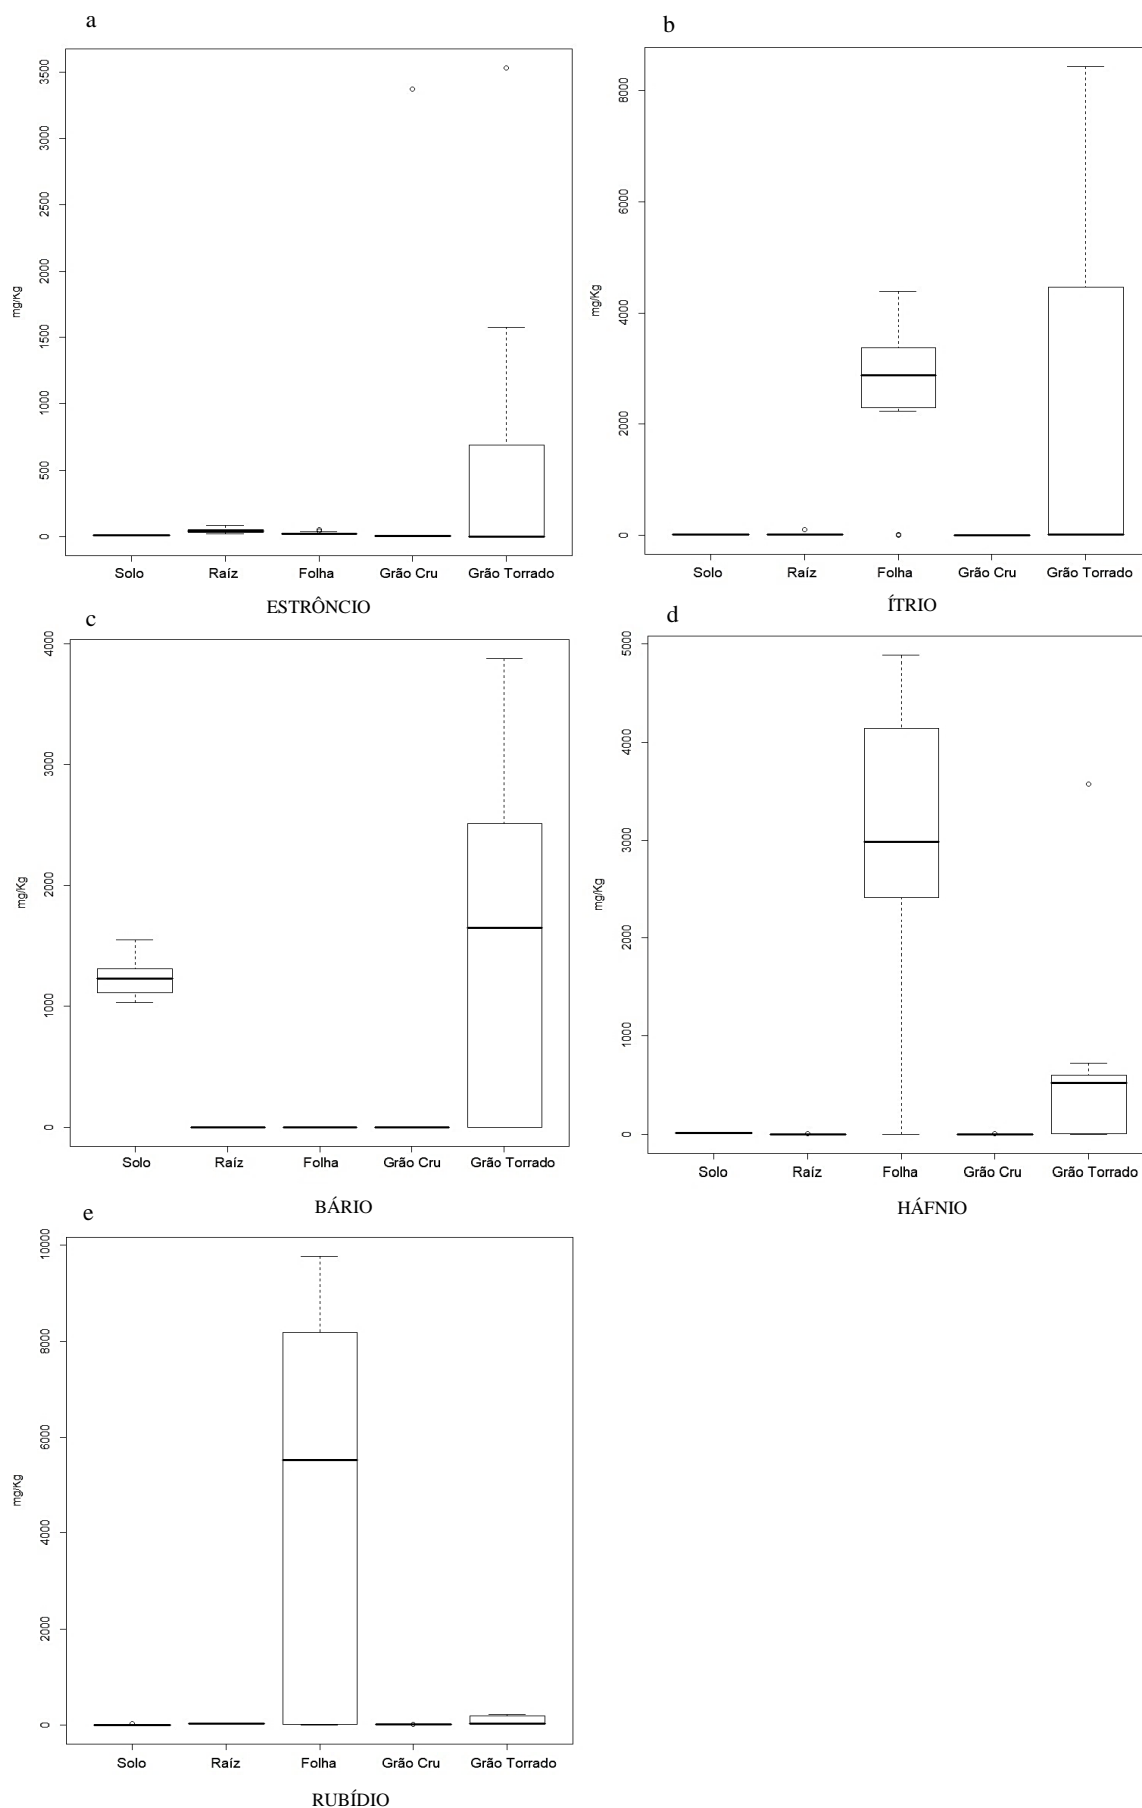 a
3500
3000
2500
2000
1500
1000
500
0
mg/Kg
Solo Raíz Folha Grão Cru Grão Torrado
ESTRÔNCIO
b
8000
6000
4000
2000
0
mg/Kg
Solo Raíz Folha Grão Cru Grão Torrado
ÍTRIO
c
4000
3000
2000
1000
0
mg/Kg
Solo Raíz Folha Grão Cru Grão Torrado
BÁRIO
d
5000
4000
3000
2000
1000
0
mg/Kg
Solo Raíz Folha Grão Cru Grão Torrado
HÁFNIO
e
10000
8000
6000
4000
2000
0
mg/Kg
Solo Raíz Folha Grão Cru Grão Torrado
RUBÍDIO